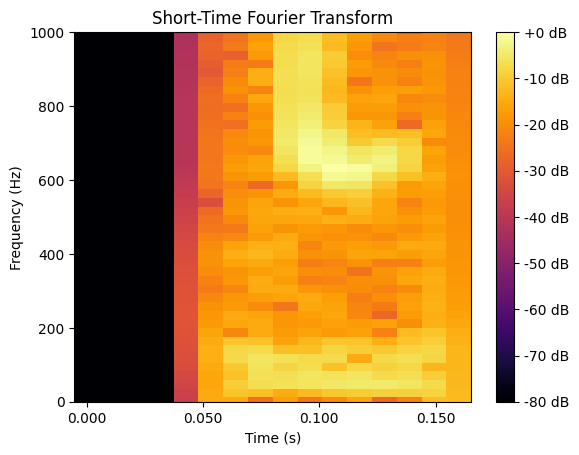 Short-Time Fourier Transform
Frequency (Hz)
1000
800
600
400
200
0
0.000
0.050
0.100
0.150
Time (s)
+0 dB
-10 dB
-20 dB
-30 dB
-40 dB
-50 dB
-60 dB
-70 dB
-80 dB